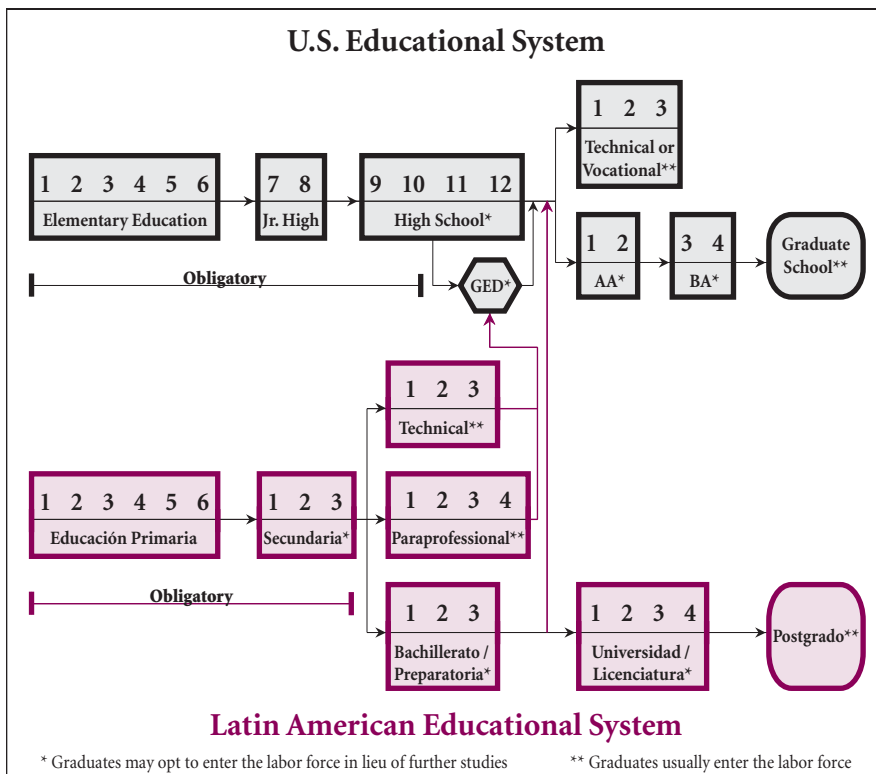 U.S. Educational System
1 2 3
Technical or
Vocational**
1 2 3 4 5 6
Elementary Education
7 8
Jr. High
9 10 11 12
High School*
1 2
AA*
3 4
BA*
Graduate
School**
Obligatory
GED*
1 2 3
Technical**
1 2 3 4 5 6
Educación Primaria
1 2 3
Secundaria*
1 2 3 4
Paraprofessional**
Obligatory
1 2 3
Bachillerato /
Preparatoria*
1 2 3 4
Universidad /
Licenciatura*
Postgrado**
Latin American Educational System
* Graduates may opt to enter the labor force in lieu of further studies
** Graduates usually enter the labor force